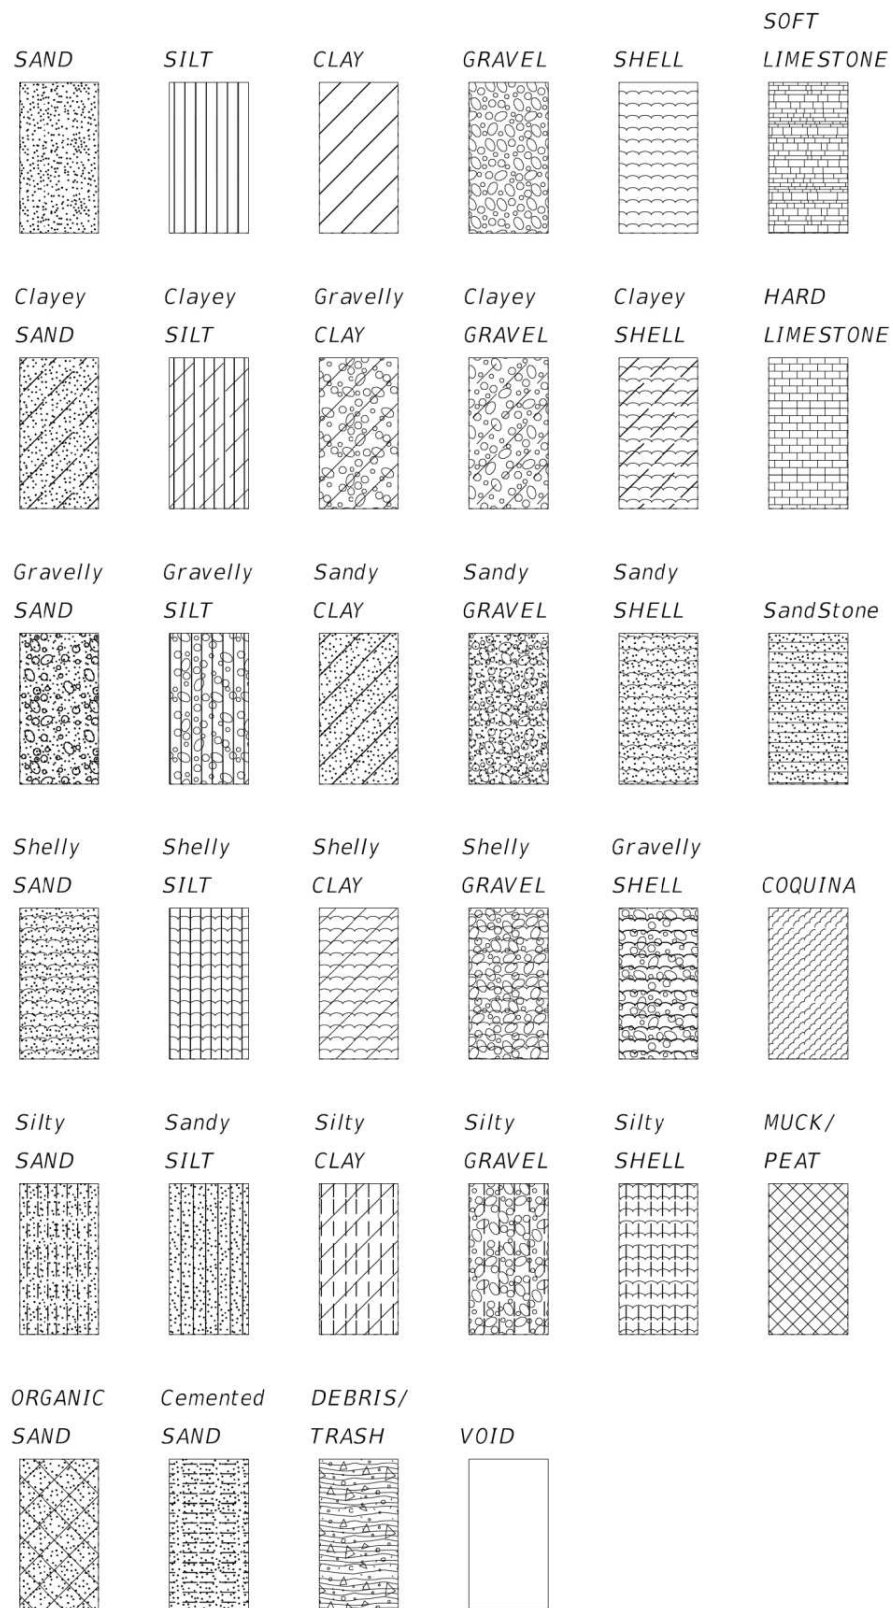 SOFT
SAND SILT CLAY GRAVEL SHELL LIMESTONE
Clayey Clayey Gravelly Clayey Clayey HARD
SAND SILT CLAY GRAVEL SHELL LIMESTONE
Gravelly Gravelly Sandy Sandy Sandy
SAND SILT CLAY GRAVEL SHELL SandStone
Shelly Shelly Shelly Shelly Gravelly
SAND SILT CLAY GRAVEL SHELL COQUINA
Silty Sandy Silty Silty Silty MUCK/
SAND SILT CLAY GRAVEL SHELL PEAT
ORGANIC Cemented DEBRIS/
SAND SAND TRASH VOID